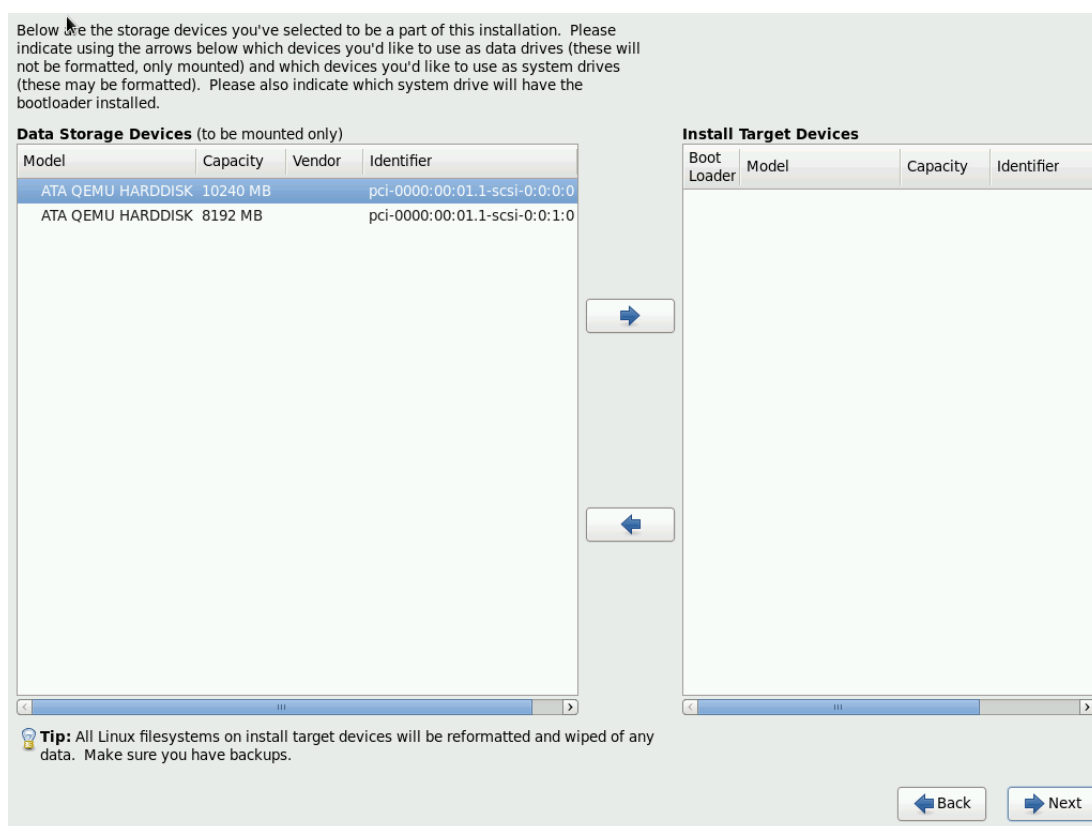 Below are the storage devices you've selected to be a part of this installation.  Please
indicate using the arrows below which devices you'd like to use as data drives (these will
not be formatted, only mounted) and which devices you'd like to use as system drives
(these may be formatted).  Please also indicate which system drive will have the
bootloader installed.
Data Storage Devices (to be mounted only)
Model Capacity Vendor Identifier
ATA QEMU HARDDISK 10240 MB pci-0000:00:01.1-scsi-0:0:0:0
ATA QEMU HARDDISK 8192 MB pci-0000:00:01.1-scsi-0:0:1:0
Install Target Devices
Boot
Loader Model Capacity Identifier
Tip: All Linux filesystems on install target devices will be reformatted and wiped of any
data.  Make sure you have backups.
Back Next